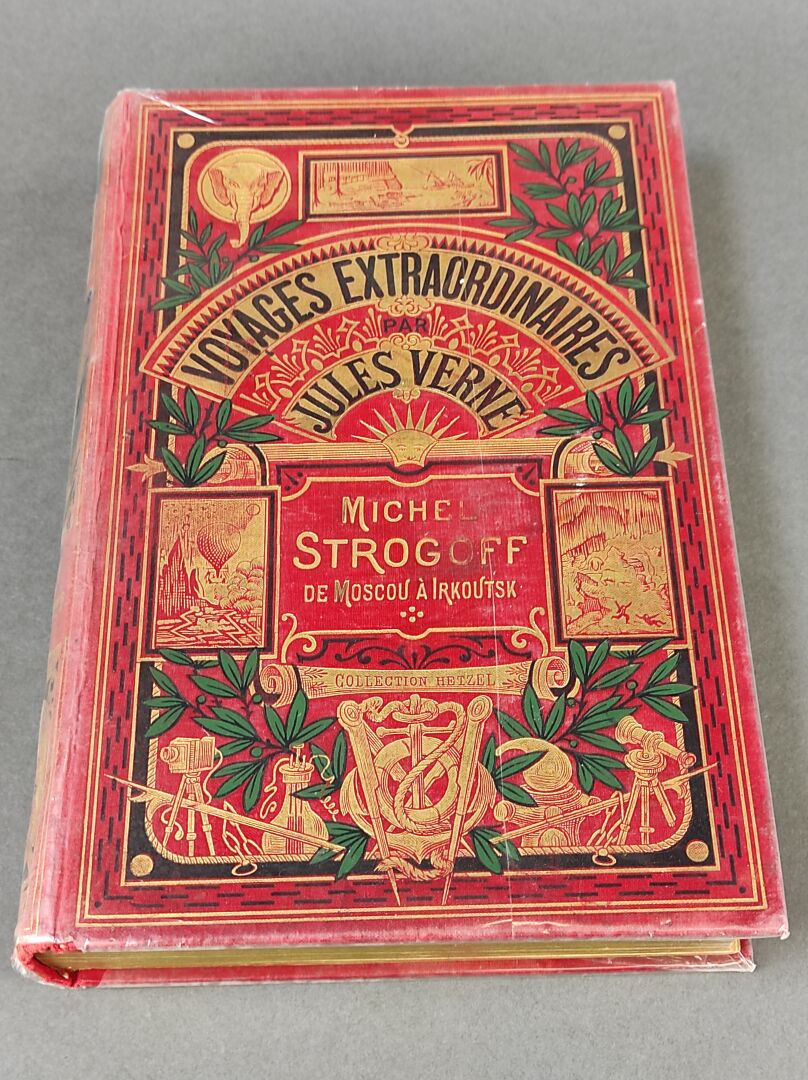 VOYAGES EXTRAORDINAIRES
PAR
JULES VERNE
MICHEL
STROGOFF
DE MOSCOU À IRKOUTSK
COLLECTION HETZEL